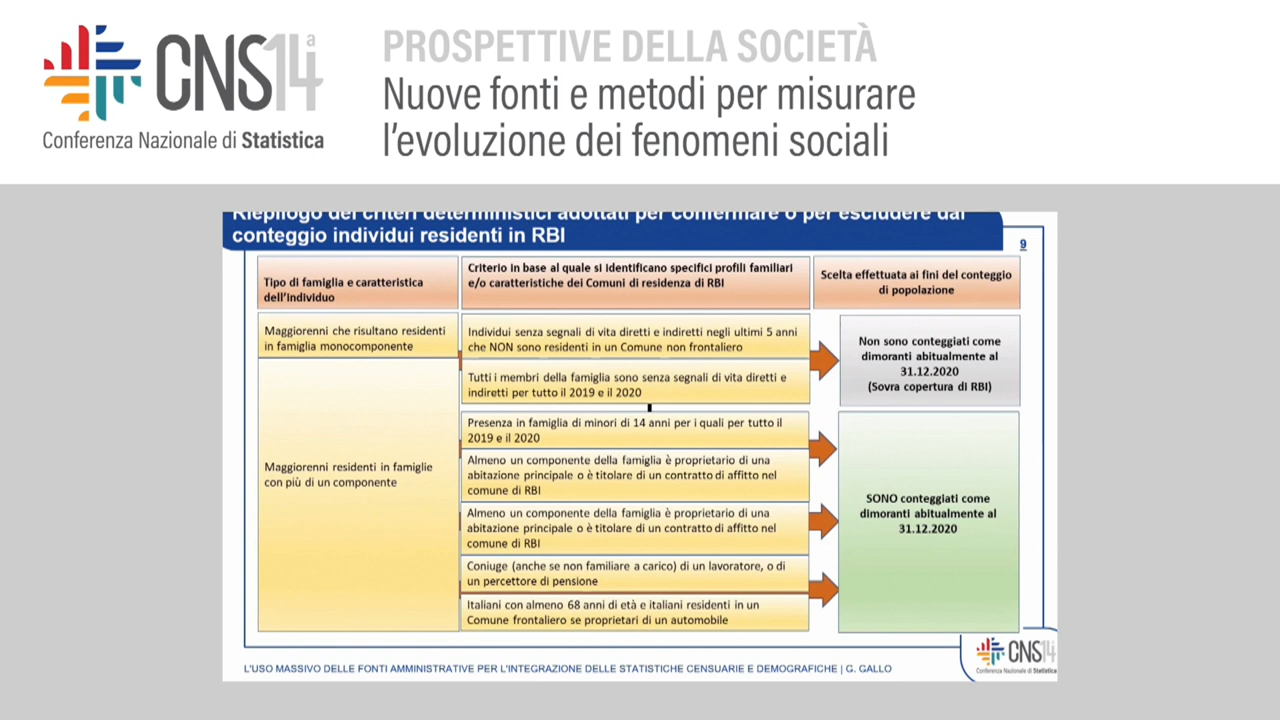 CNS14ª
Conferenza Nazionale di Statistica
PROSPETTIVE DELLA SOCIETÀ
Nuove fonti e metodi per misurare
l'evoluzione dei fenomeni sociali
Riepilogo dei criteri deterministici adottati per confermare o per escludere dal
conteggio individui residenti in RBI
9
Tipo di famiglia e caratteristica
dell'individuo
Criterio in base al quale si identificano specifici profili familiari
e/o caratteristiche dei Comuni di residenza di RBI
Scelta effettuata ai fini del conteggio
di popolazione
Maggiorenni che risultano residenti
in famiglia monocomponente
Individui senza segnali di vita diretti e indiretti negli ultimi 5 anni
che NON sono residenti in un Comune non frontaliero
Tutti i membri della famiglia sono senza segnali di vita diretti e
indiretti per tutto il 2019 e il 2020
Non sono conteggiati come
dimoranti abitualmente al
31.12.2020
(Sovra copertura di RBI)
Maggiorenni residenti in famiglie
con più di un componente
Presenza in famiglia di minori di 14 anni per i quali per tutto il
2019 e il 2020
Almeno un componente della famiglia è proprietario di una
abitazione principale o è titolare di un contratto di affitto nel
comune di RBI
Almeno un componente della famiglia è proprietario di una
abitazione principale o è titolare di un contratto di affitto nel
comune di RBI
Coniuge (anche se non familiare a carico) di un lavoratore, o di
un percettore di pensione
Italiani con almeno 68 anni di età e italiani residenti in un
Comune frontaliero se proprietari di un automobile
SONO conteggiati come
dimoranti abitualmente al
31.12.2020
L'USO MASSIVO DELLE FONTI AMMINISTRATIVE PER L'INTEGRAZIONE DELLE STATISTICHE CENSUARIE E DEMOGRAFICHE | G. GALLO
CNS14
Conferenza Nazionale di Statistica